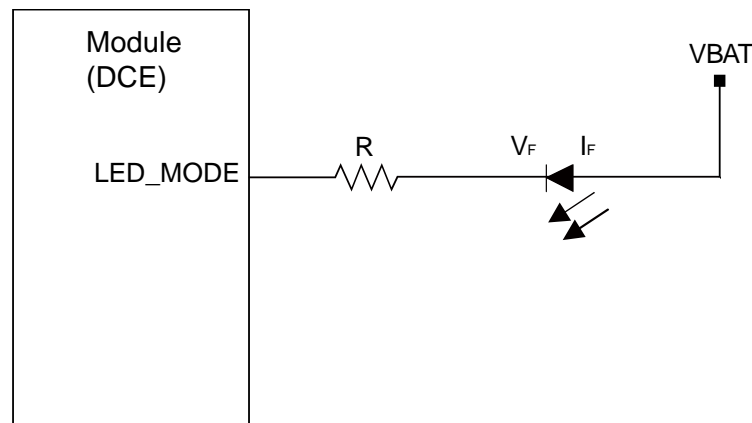 Module
(DCE)
VBAT
LED_MODE
R
VF
IF